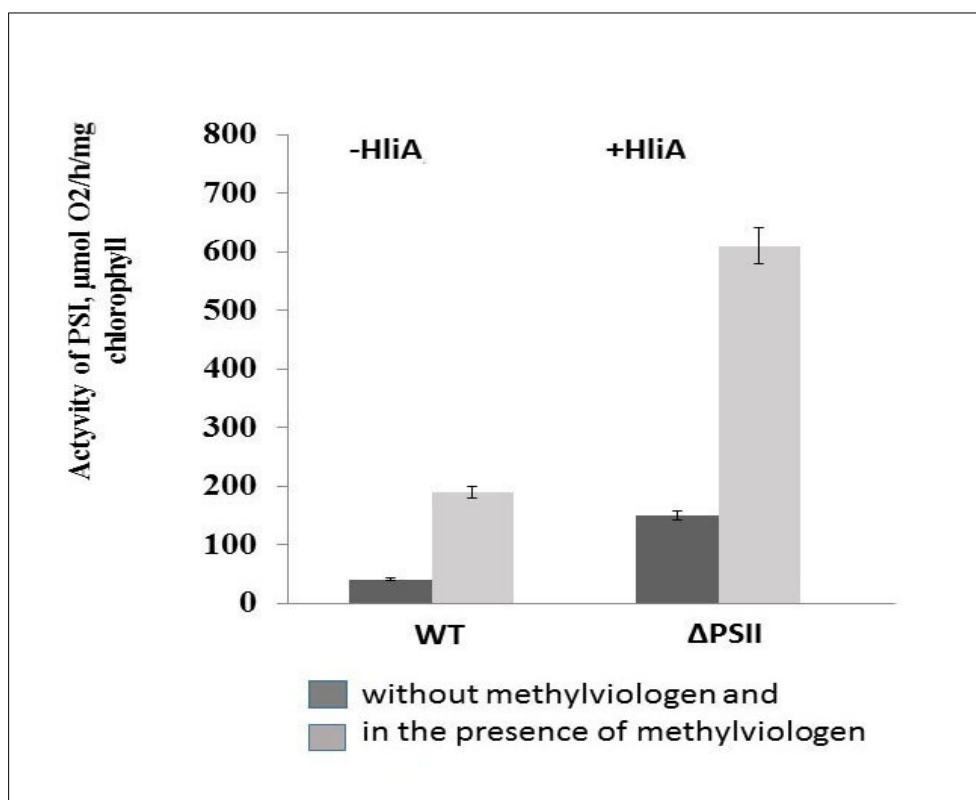 Actyvity of PSI, μmol O2/h/mg
chlorophyll
800
700
600
500
400
300
200
100
0
-HliA
+HliA
WT
ΔPSII
without methylviologen and
in the presence of methylviologen